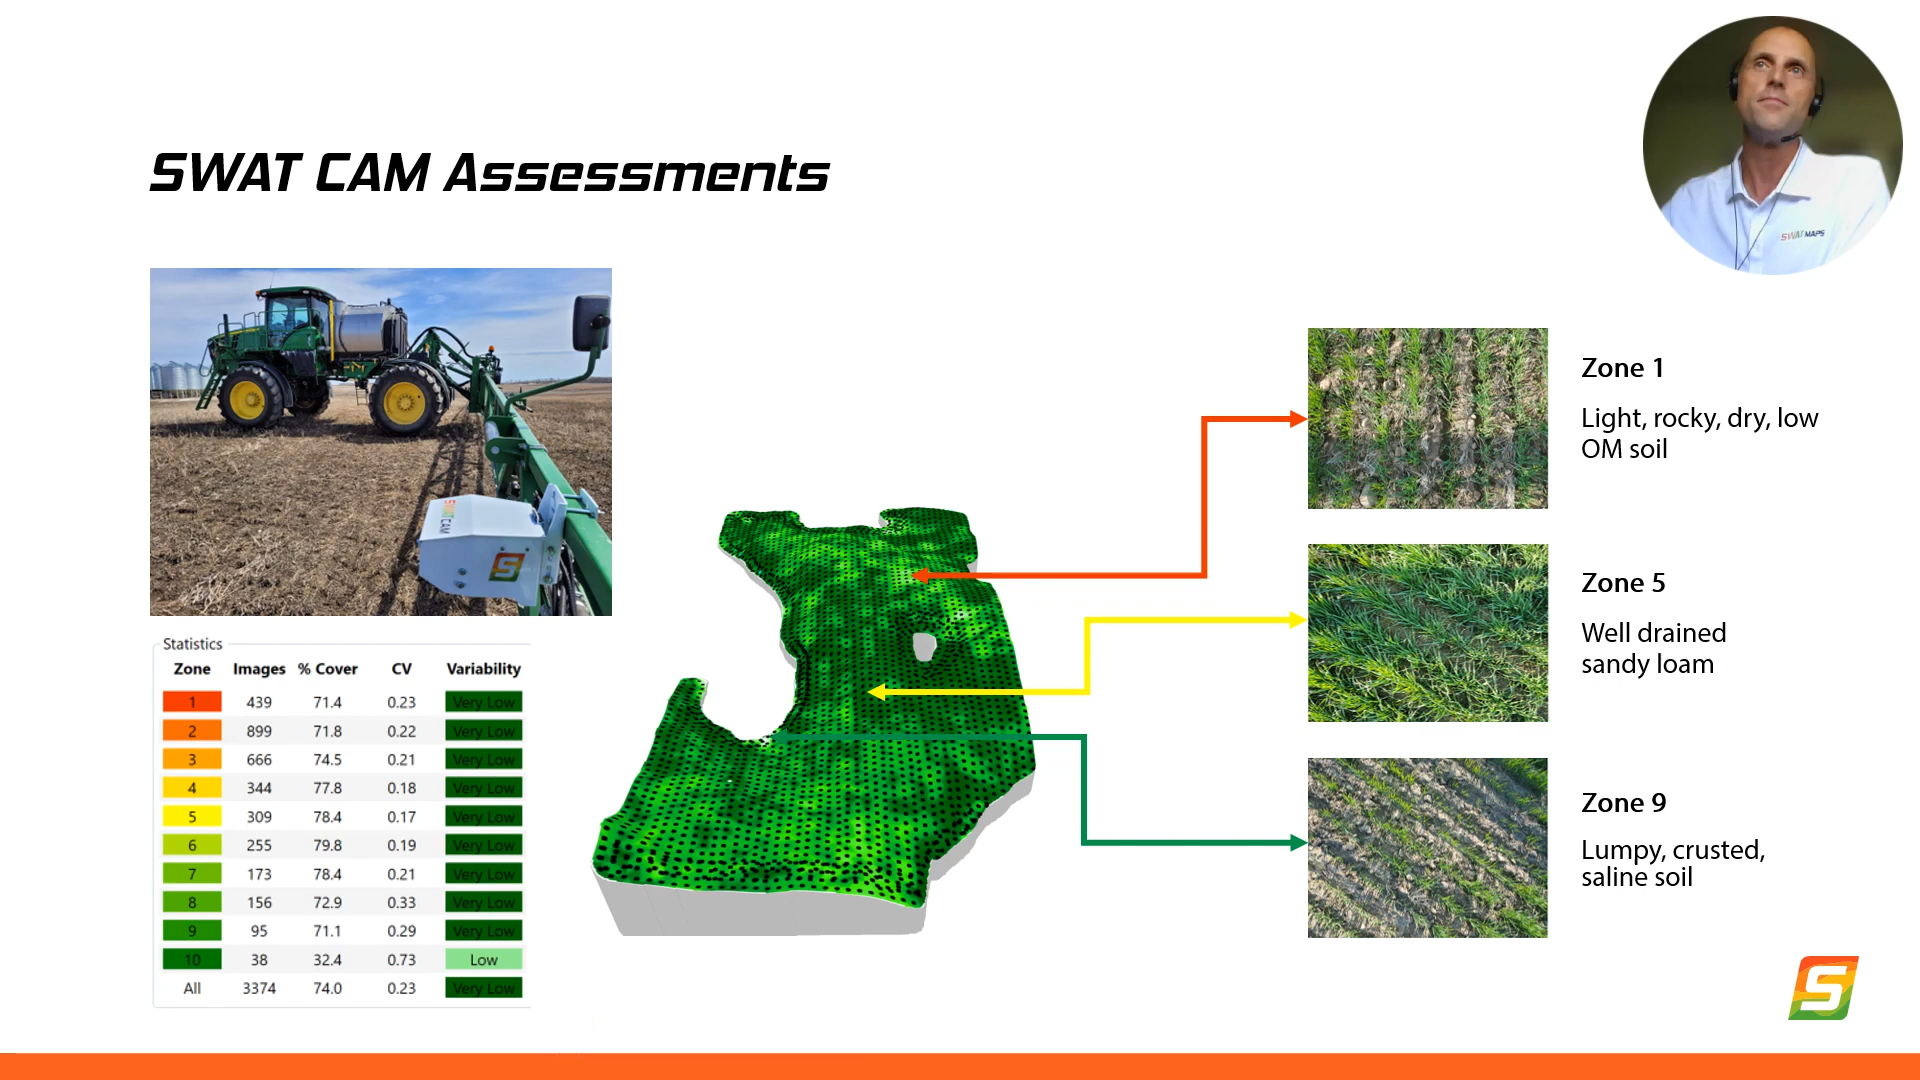 SWAT CAM Assessments
SWAT MAPS
SWAT CAM
S
Zone 1
Light, rocky, dry, low
OM soil
Zone 5
Well drained
sandy loam
Zone 9
Lumpy, crusted,
saline soil
Statistics
Zone Images % Cover CV Variability
1 439 71.4 0.23 Very Low
2 899 71.8 0.22 Very Low
3 666 74.5 0.21 Very Low
4 344 77.8 0.18 Very Low
5 309 78.4 0.17 Very Low
6 255 79.8 0.19 Very Low
7 173 78.4 0.21 Very Low
8 156 72.9 0.33 Very Low
9 95 71.1 0.29 Very Low
10 38 32.4 0.73 Low
All 3374 74.0 0.23 Very Low
S